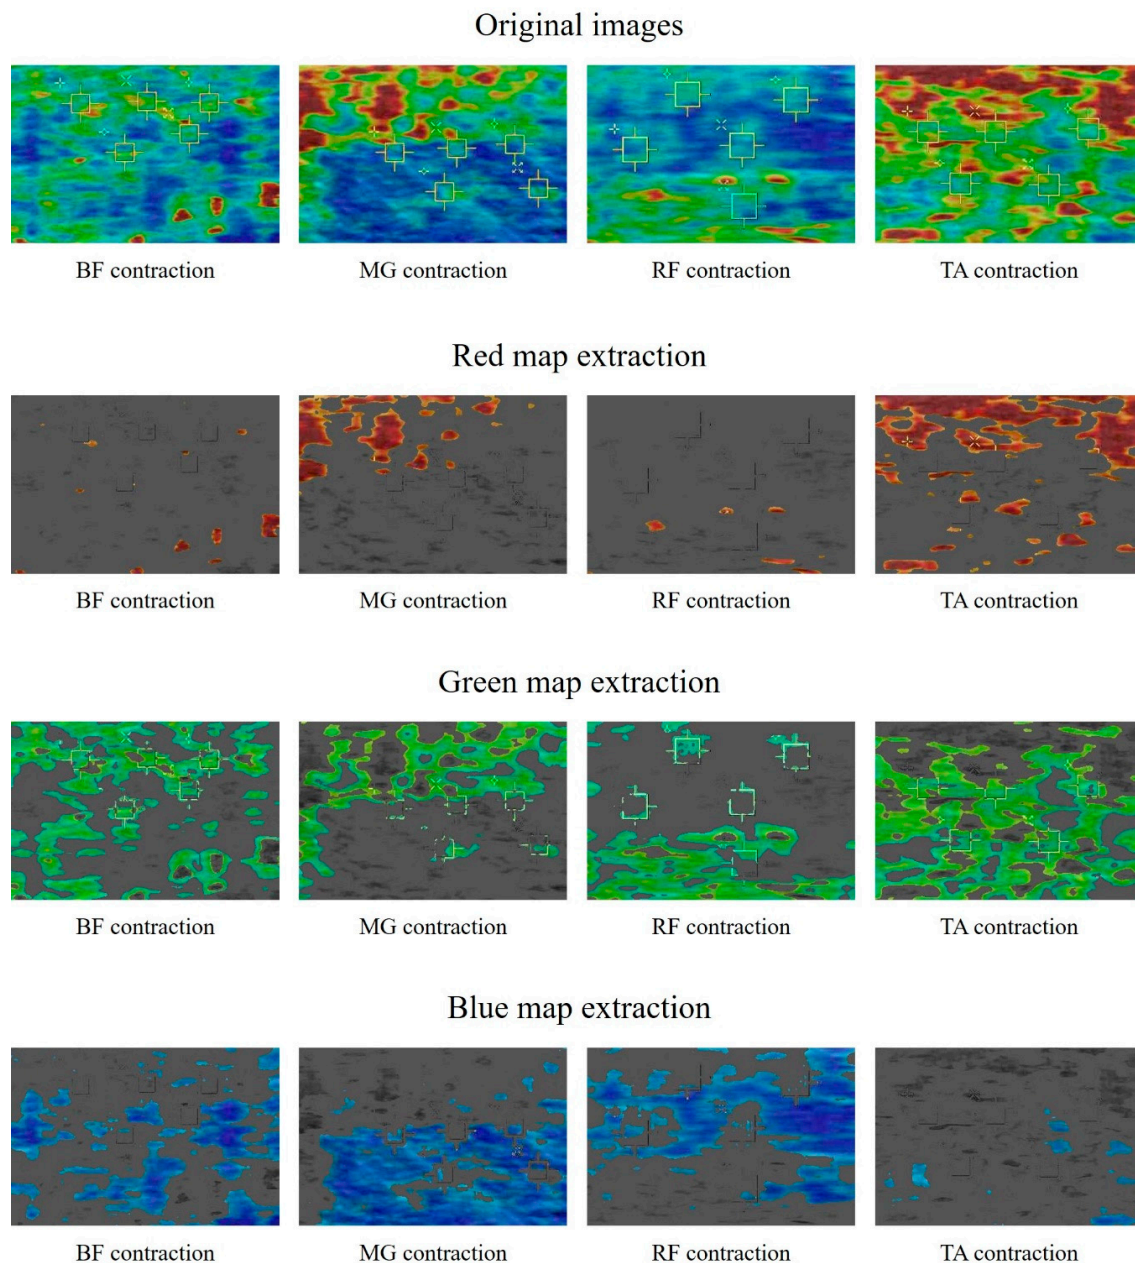 Original images
BF contraction
MG contraction
RF contraction
TA contraction
Red map extraction
BF contraction
MG contraction
RF contraction
TA contraction
Green map extraction
BF contraction
MG contraction
RF contraction
TA contraction
Blue map extraction
BF contraction
MG contraction
RF contraction
TA contraction